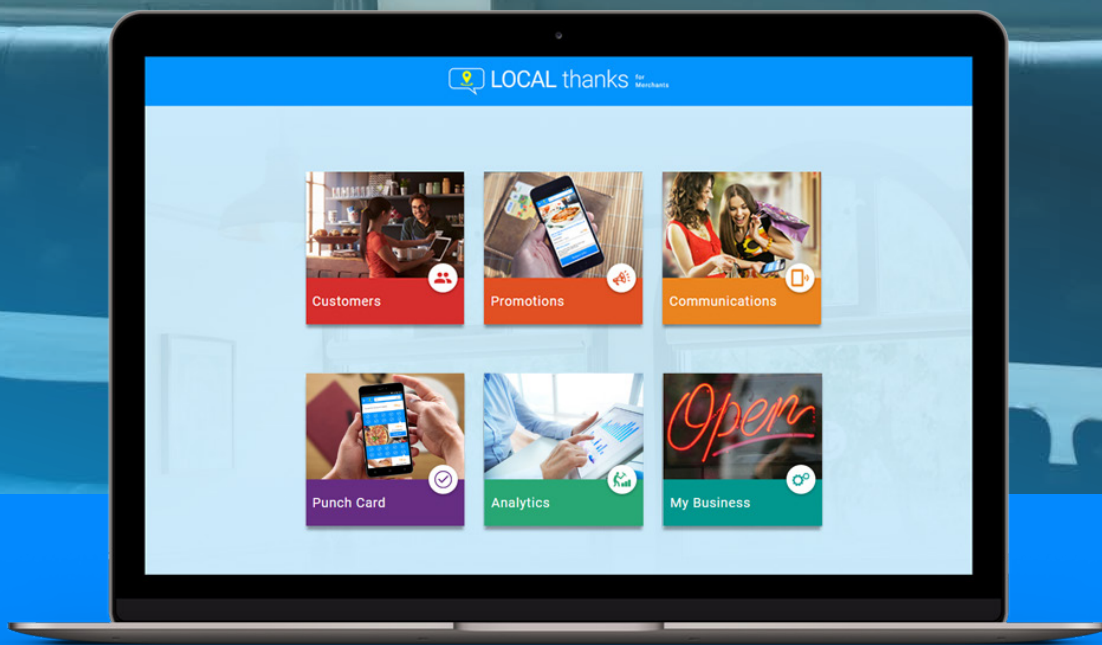 LOCAL thanks for Merchants
Customers
Promotions
Communications
Punch Card
Analytics
Open
My Business